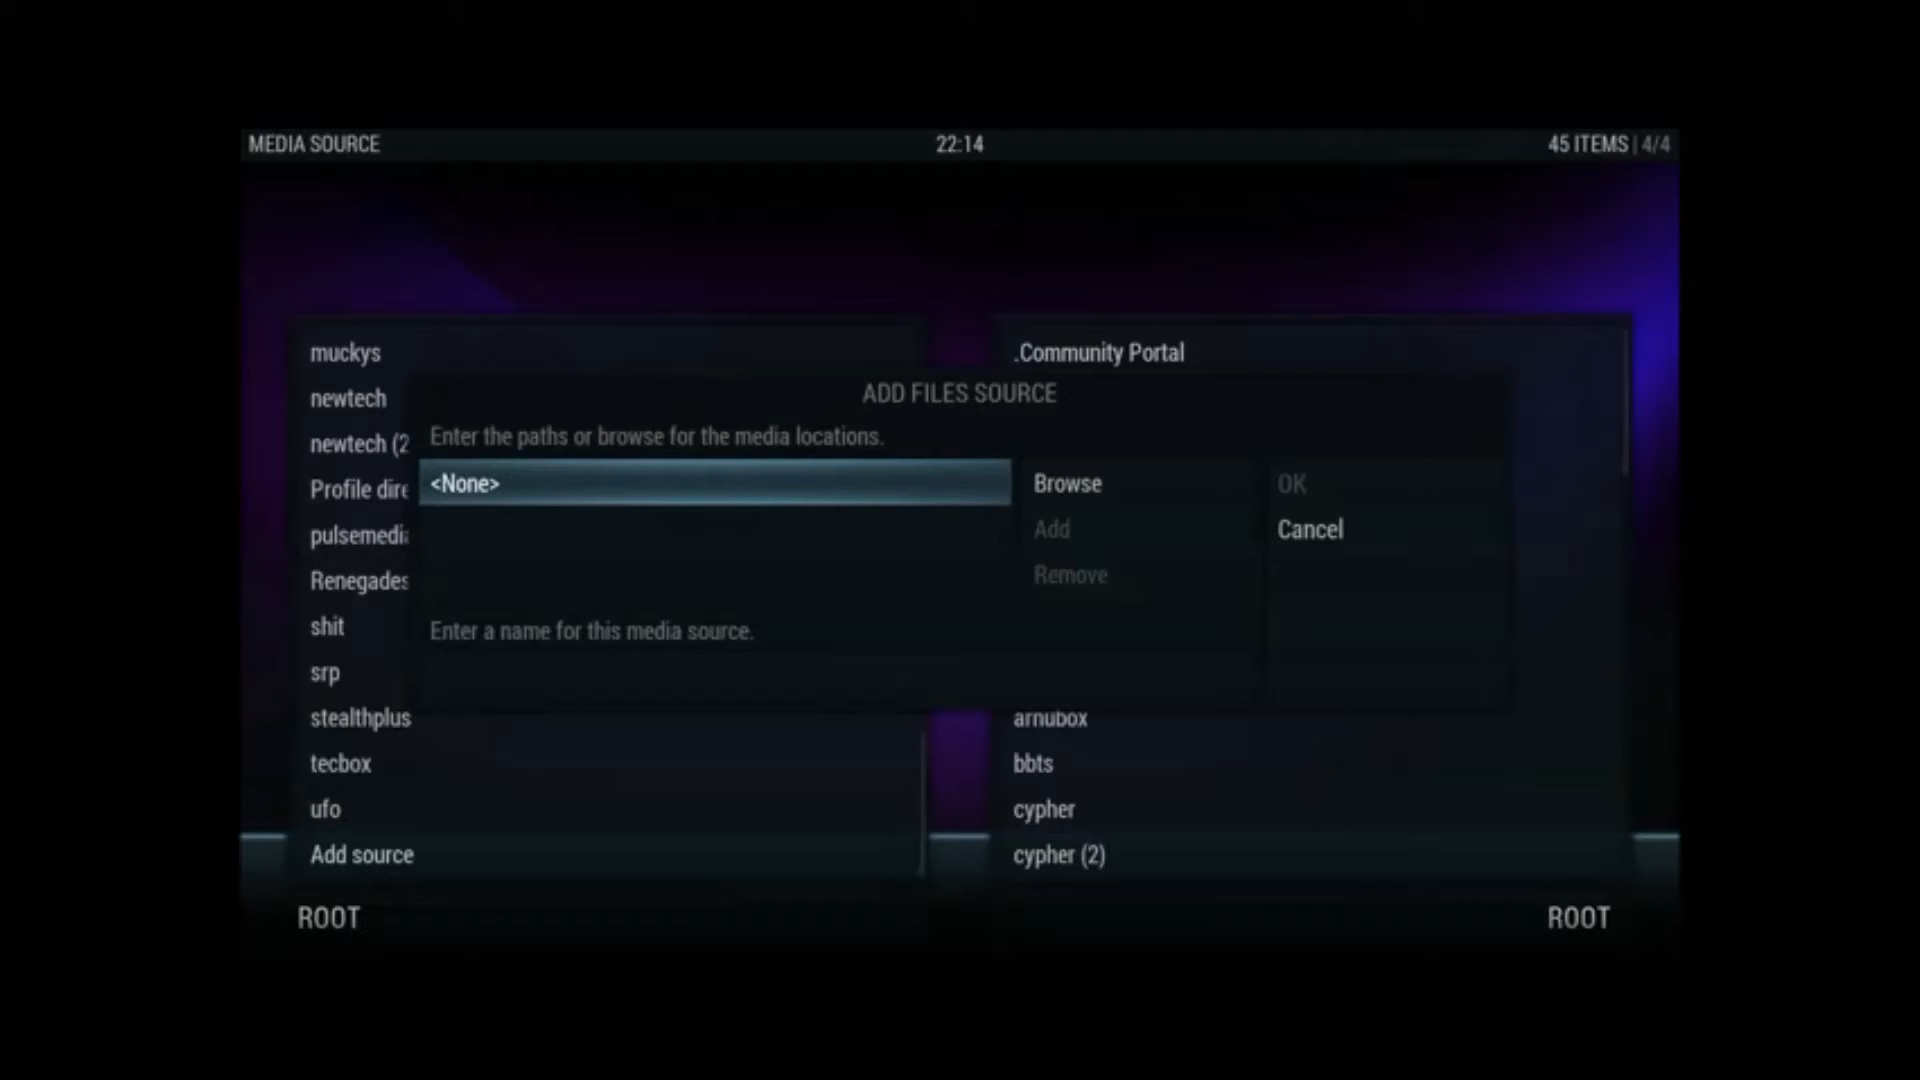 MEDIA SOURCE
22:14
45 ITEMS | 4/4
muckys
newtech
newtech (2
Profile dire
pulsemedi
Renegades
shit
srp
stealthplus
tecbox
ufo
Add source
ROOT
ADD FILES SOURCE
Enter the paths or browse for the media locations.
<None>
Browse
Add
Remove
OK
Cancel
Enter a name for this media source.
.Community Portal
arnubox
bbts
cypher
cypher (2)
ROOT